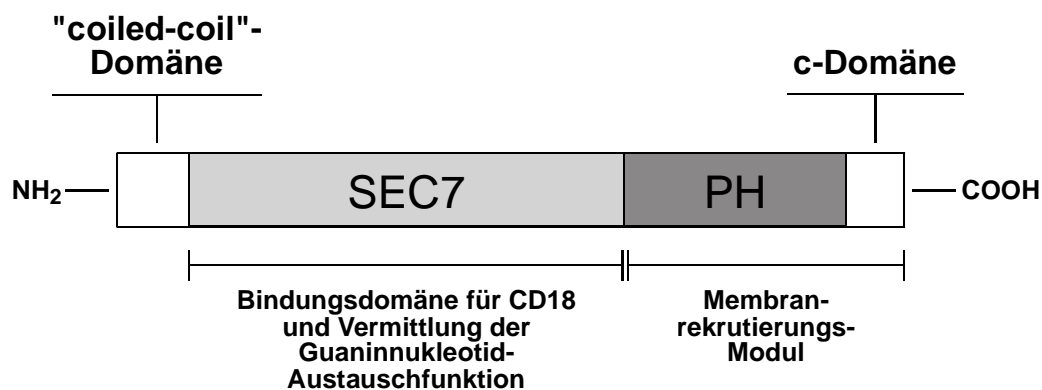 "coiled-coil"-
Domäne
c-Domäne
NH2
SEC7
PH
COOH
Bindungsdomäne für CD18
und Vermittlung der
Guaninnukleotid-
Austauschfunktion
Membran-
rekrutierungs-
Modul